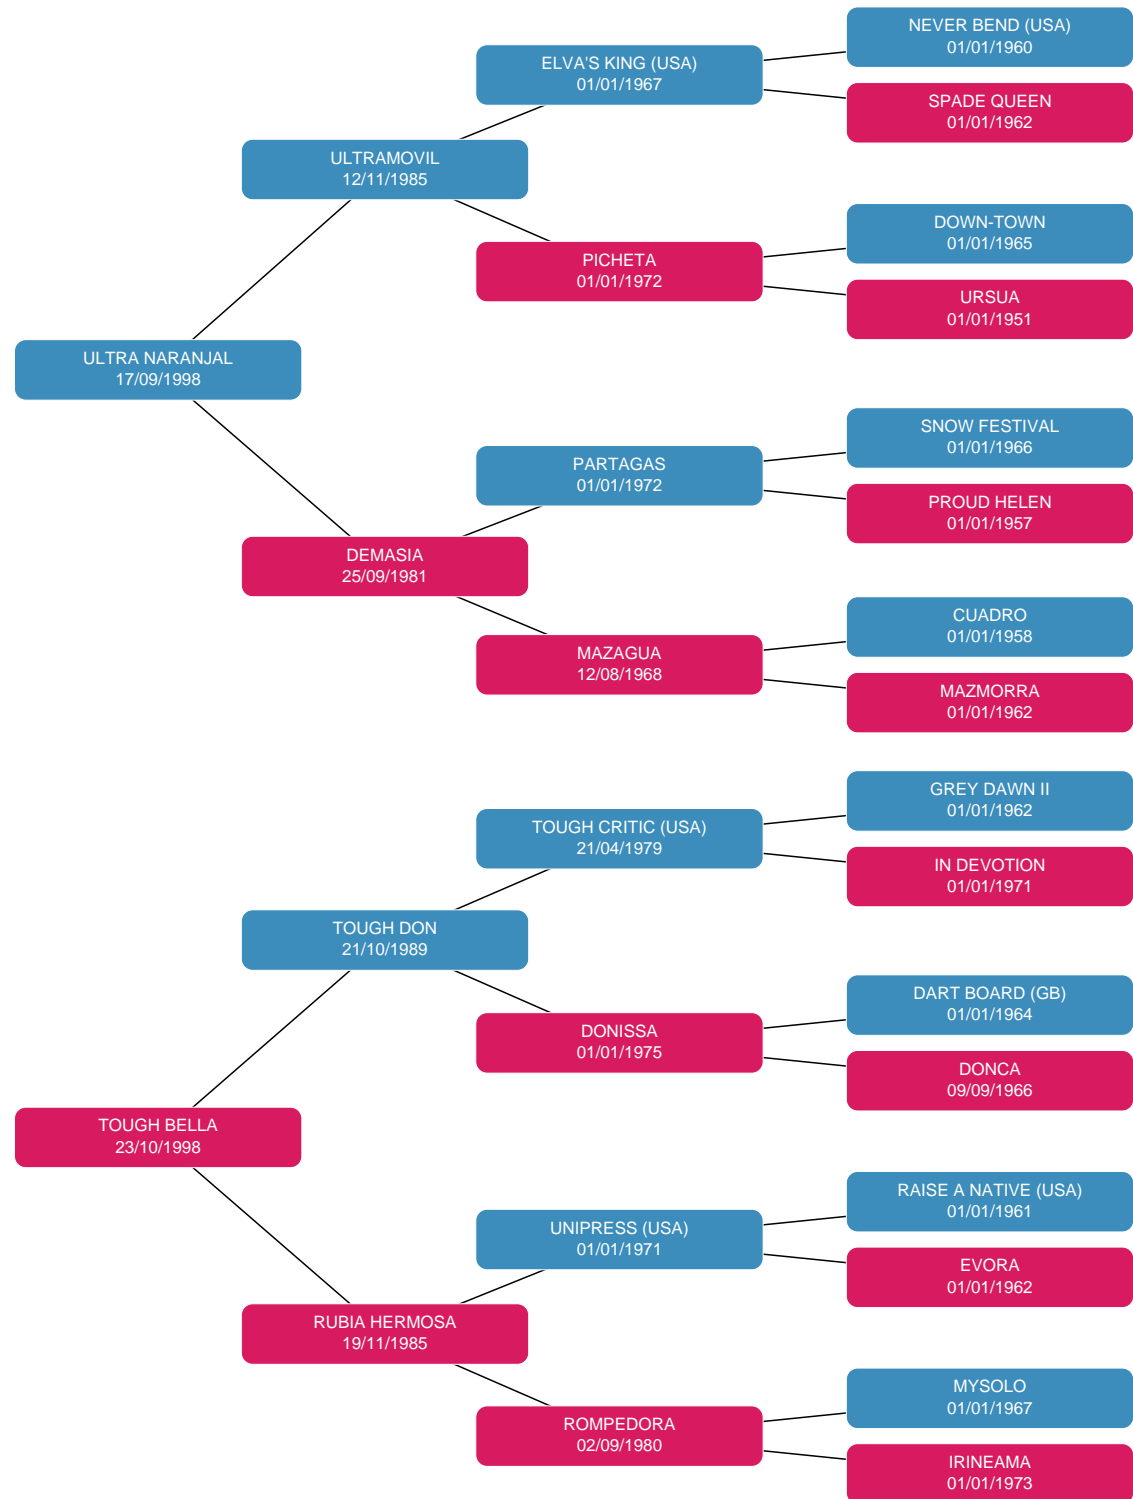 NEVER BEND (USA)
01/01/1960
ELVA'S KING (USA)
01/01/1967
SPADE QUEEN
01/01/1962
ULTRAMOVIL
12/11/1985
DOWN-TOWN
01/01/1965
PICHETA
01/01/1972
URSUA
01/01/1951
ULTRA NARANJAL
17/09/1998
SNOW FESTIVAL
01/01/1966
PARTAGAS
01/01/1972
PROUD HELEN
01/01/1957
DEMASIA
25/09/1981
CUADRO
01/01/1958
MAZAGUA
12/08/1968
MAZMORRA
01/01/1962
GREY DAWN II
01/01/1962
TOUGH CRITIC (USA)
21/04/1979
IN DEVOTION
01/01/1971
TOUGH DON
21/10/1989
DART BOARD (GB)
01/01/1964
DONISSA
01/01/1975
DONCA
09/09/1966
TOUGH BELLA
23/10/1998
RAISE A NATIVE (USA)
01/01/1961
UNIPRESS (USA)
01/01/1971
EVORA
01/01/1962
RUBIA HERMOSA
19/11/1985
MYSOLO
01/01/1967
ROMPEDORA
02/09/1980
IRINEAMA
01/01/1973